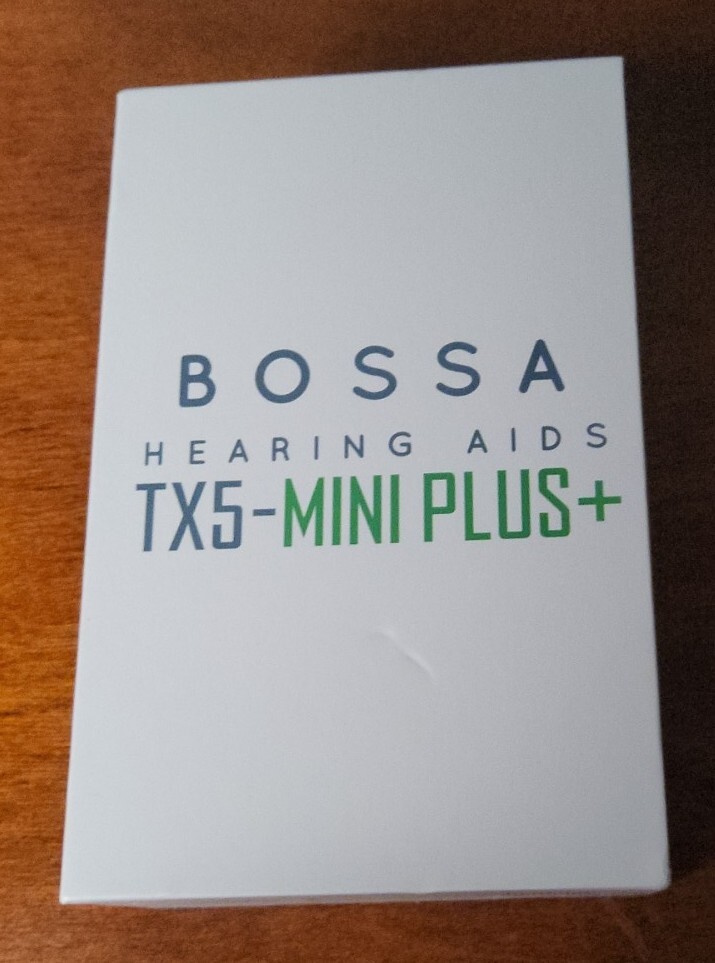 BOSSA
HEARING AIDS
TX5-MINI PLUS+